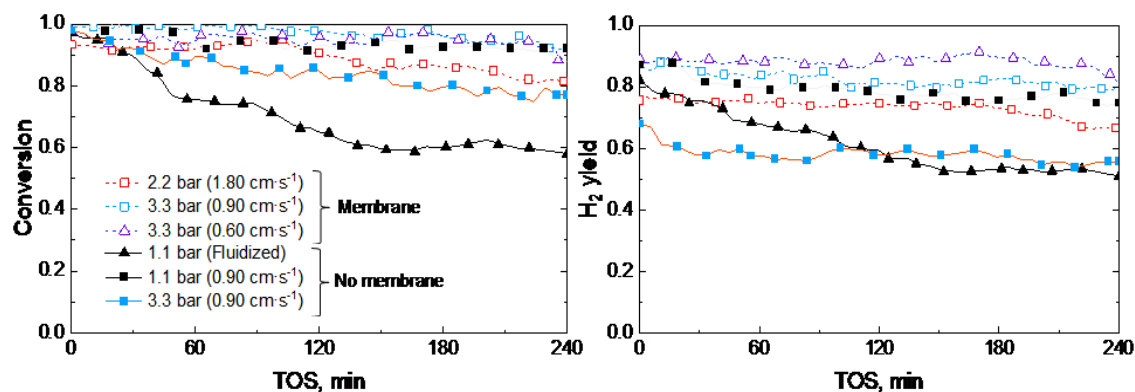 Conversion
1.0
0.8
0.6
0.4
0.2
0.0
2.2 bar (1.80 cm·s⁻¹)
3.3 bar (0.90 cm·s⁻¹)
3.3 bar (0.60 cm·s⁻¹)
Membrane
1.1 bar (Fluidized)
1.1 bar (0.90 cm·s⁻¹)
3.3 bar (0.90 cm·s⁻¹)
No membrane
0 60 120 180 240
TOS, min
H₂ yield
1.0
0.8
0.6
0.4
0.2
0.0
0 60 120 180 240
TOS, min